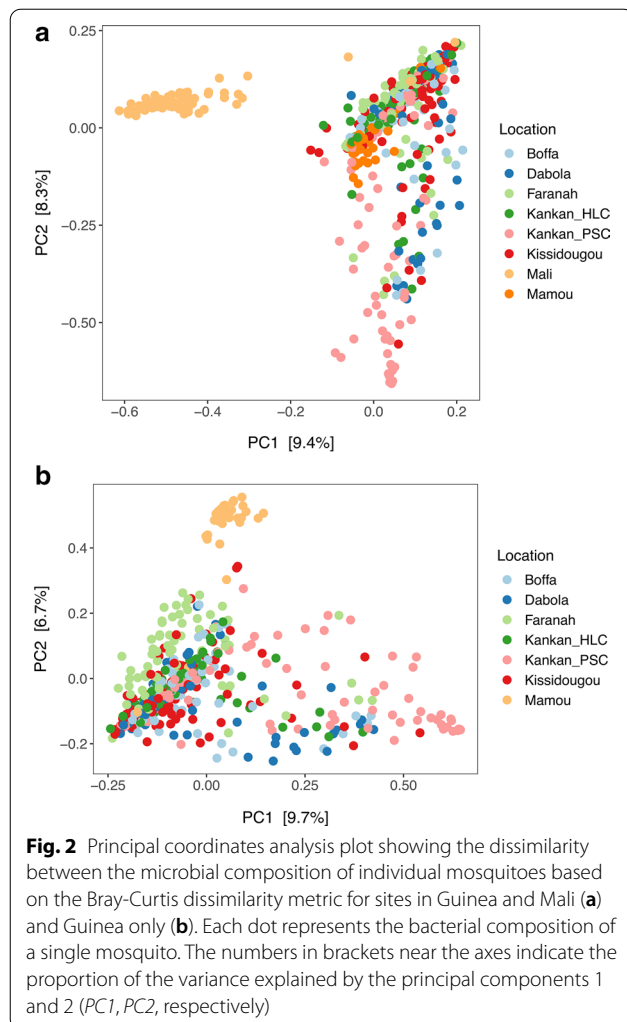 a
0.25
0.00
−0.25
−0.50
PC2 [8.3%]
−0.6
−0.4
−0.2
0.0
0.2
PC1 [9.4%]
Location
Boffa
Dabola
Faranah
Kankan_HLC
Kankan_PSC
Kissidougou
Mali
Mamou
b
0.4
0.2
0.0
−0.2
PC2 [6.7%]
−0.25
0.00
0.25
0.50
PC1 [9.7%]
Location
Boffa
Dabola
Faranah
Kankan_HLC
Kankan_PSC
Kissidougou
Mamou
Fig. 2 Principal coordinates analysis plot showing the dissimilarity
between the microbial composition of individual mosquitoes based
on the Bray-Curtis dissimilarity metric for sites in Guinea and Mali (a)
and Guinea only (b). Each dot represents the bacterial composition of
a single mosquito. The numbers in brackets near the axes indicate the
proportion of the variance explained by the principal components 1
and 2 (PC1, PC2, respectively)